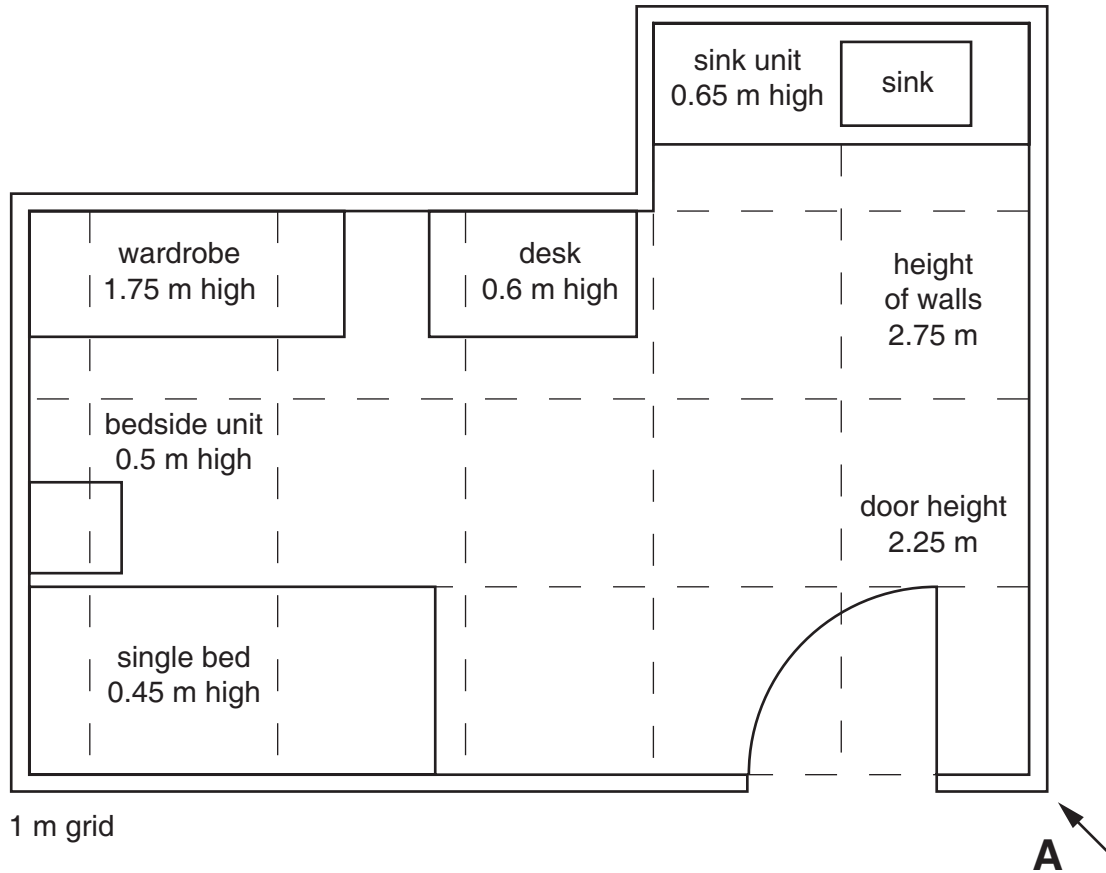 sink unit
0.65 m high
sink
wardrobe
1.75 m high
desk
0.6 m high
height
of walls
2.75 m
bedside unit
0.5 m high
door height
2.25 m
single bed
0.45 m high
1 m grid
A